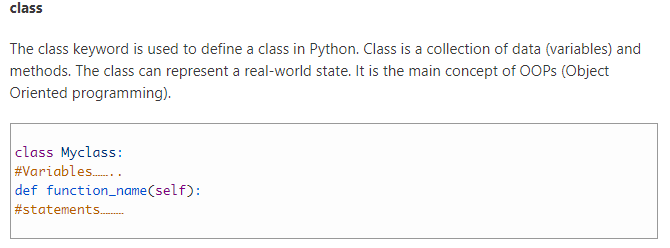 class
The class keyword is used to define a class in Python. Class is a collection of data (variables) and
methods. The class can represent a real-world state. It is the main concept of OOPs (Object
Oriented programming).
class Myclass:
#Variables……..
def function_name(self):
#statements………